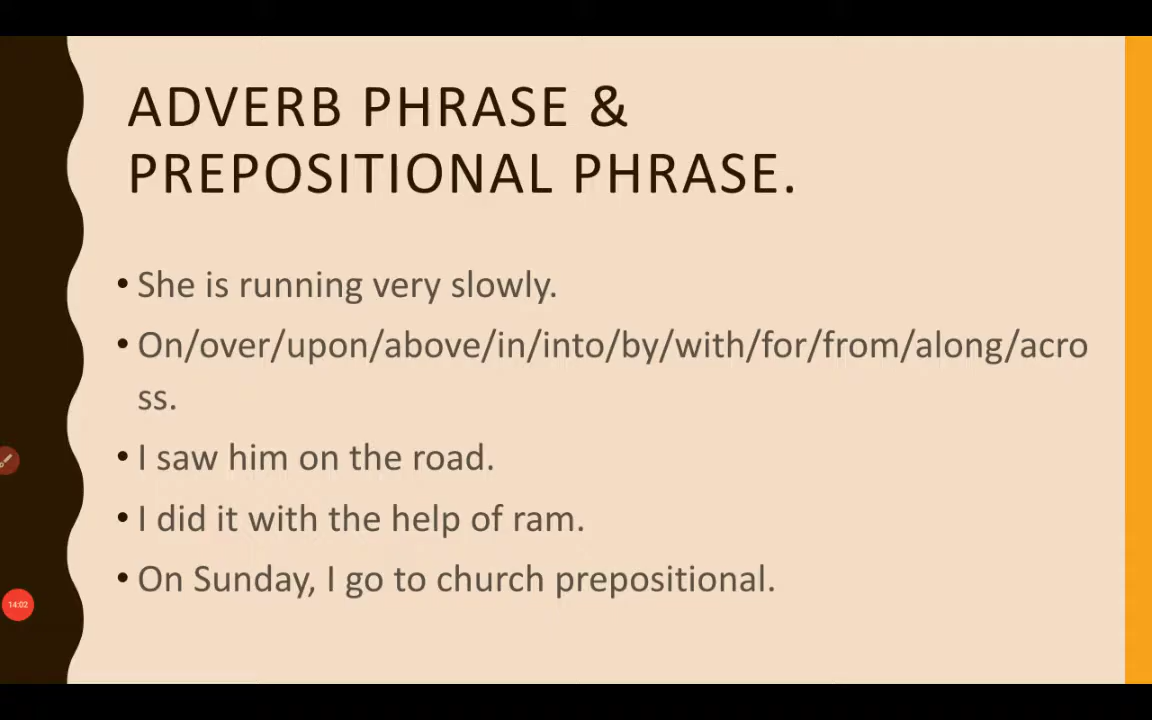 ADVERB PHRASE &
PREPOSITIONAL PHRASE.
• She is running very slowly.
• On/over/upon/above/in/into/by/with/for/from/along/acro
ss.
• I saw him on the road.
• I did it with the help of ram.
• On Sunday, I go to church prepositional.
14:02